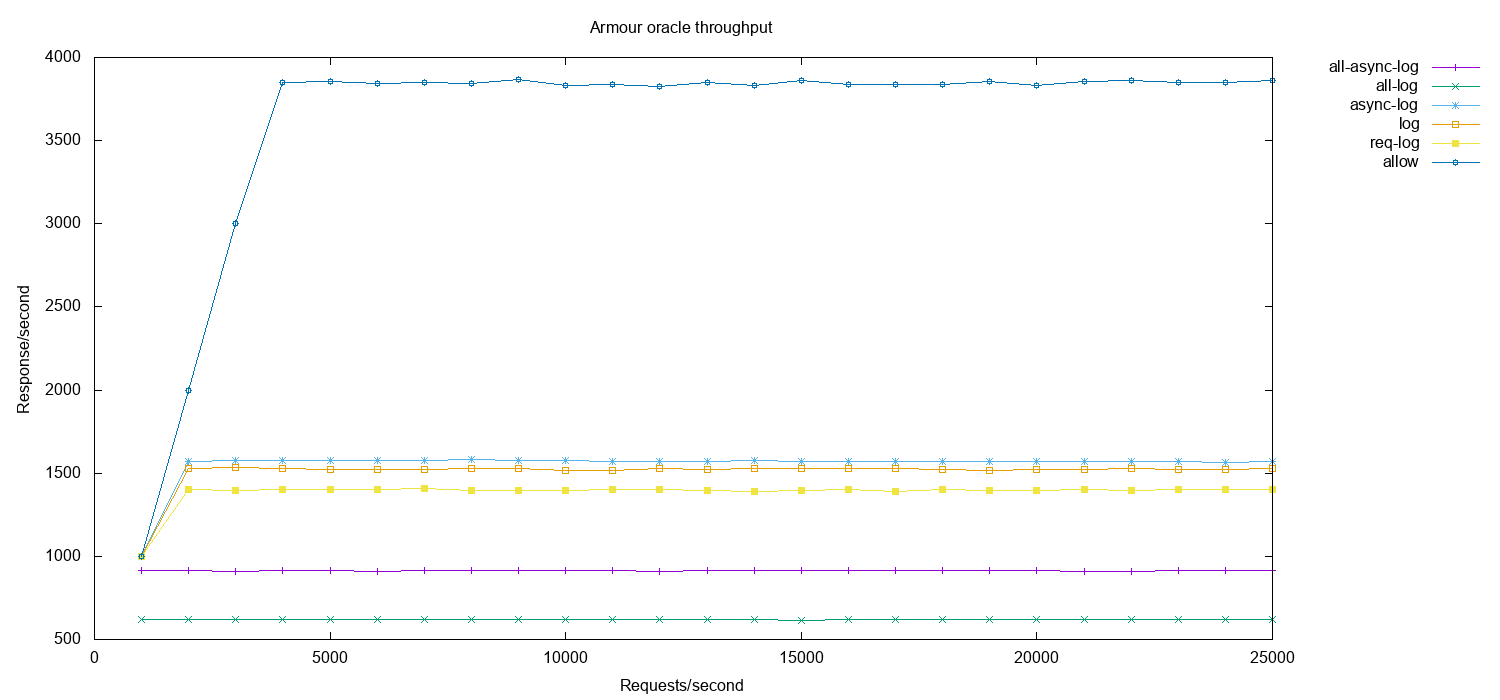 Armour oracle throughput
all-async-log
all-log
async-log
log
req-log
allow
4000
3500
3000
2500
2000
1500
1000
500
Response/second
0 5000 10000 15000 20000 25000
Requests/second